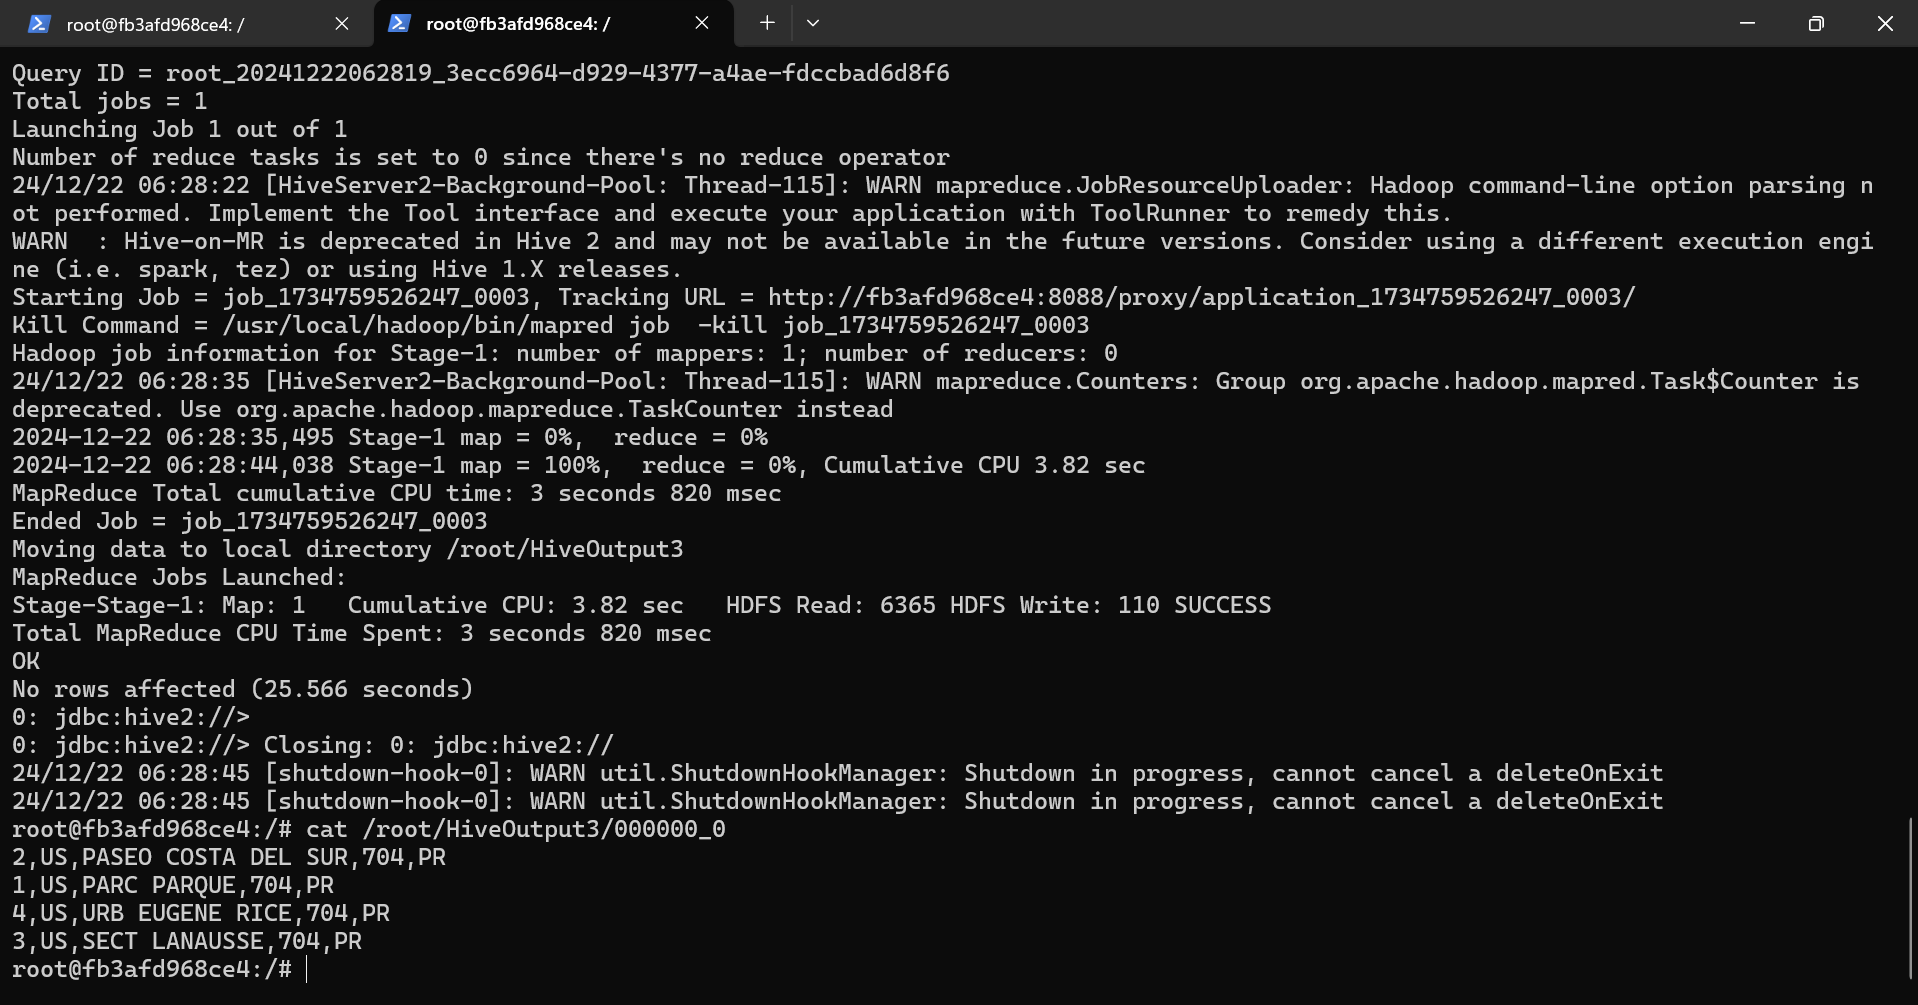 root@fb3afd968ce4: /
root@fb3afd968ce4: /
Query ID = root_20241222062819_3ecc6964-d929-4377-a4ae-fdccbad6d8f6
Total jobs = 1
Launching Job 1 out of 1
Number of reduce tasks is set to 0 since there's no reduce operator
24/12/22 06:28:22 [HiveServer2-Background-Pool: Thread-115]: WARN mapreduce.JobResourceUploader: Hadoop command-line option parsing n
ot performed. Implement the Tool interface and execute your application with ToolRunner to remedy this.
WARN  : Hive-on-MR is deprecated in Hive 2 and may not be available in the future versions. Consider using a different execution engi
ne (i.e. spark, tez) or using Hive 1.X releases.
Starting Job = job_1734759526247_0003, Tracking URL = http://fb3afd968ce4:8088/proxy/application_1734759526247_0003/
Kill Command = /usr/local/hadoop/bin/mapred job  -kill job_1734759526247_0003
Hadoop job information for Stage-1: number of mappers: 1; number of reducers: 0
24/12/22 06:28:35 [HiveServer2-Background-Pool: Thread-115]: WARN mapreduce.Counters: Group org.apache.hadoop.mapred.Task$Counter is
deprecated. Use org.apache.hadoop.mapreduce.TaskCounter instead
2024-12-22 06:28:35,495 Stage-1 map = 0%,  reduce = 0%
2024-12-22 06:28:44,038 Stage-1 map = 100%,  reduce = 0%, Cumulative CPU 3.82 sec
MapReduce Total cumulative CPU time: 3 seconds 820 msec
Ended Job = job_1734759526247_0003
Moving data to local directory /root/HiveOutput3
MapReduce Jobs Launched:
Stage-Stage-1: Map: 1   Cumulative CPU: 3.82 sec   HDFS Read: 6365 HDFS Write: 110 SUCCESS
Total MapReduce CPU Time Spent: 3 seconds 820 msec
OK
No rows affected (25.566 seconds)
0: jdbc:hive2://>
0: jdbc:hive2://> Closing: 0: jdbc:hive2://
24/12/22 06:28:45 [shutdown-hook-0]: WARN util.ShutdownHookManager: Shutdown in progress, cannot cancel a deleteOnExit
24/12/22 06:28:45 [shutdown-hook-0]: WARN util.ShutdownHookManager: Shutdown in progress, cannot cancel a deleteOnExit
root@fb3afd968ce4:/# cat /root/HiveOutput3/000000_0
2,US,PASEO COSTA DEL SUR,704,PR
1,US,PARC PARQUE,704,PR
4,US,URB EUGENE RICE,704,PR
3,US,SECT LANAUSSE,704,PR
root@fb3afd968ce4:/#